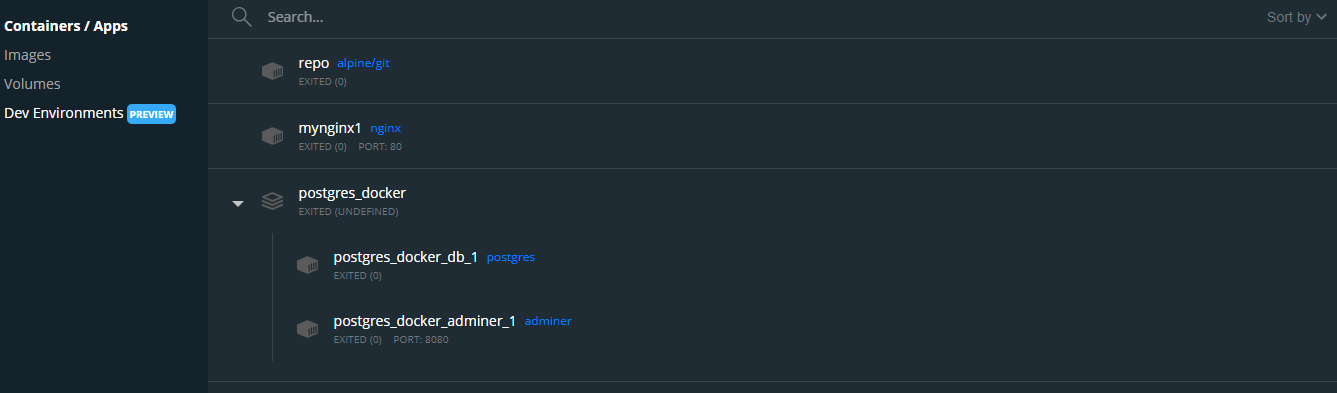 Containers / Apps
Images
Volumes
Dev Environments PREVIEW
Search...
Sort by
repo alpine/git
EXITED (0)
mynginx1 nginx
EXITED (0) PORT: 80
postgres_docker
EXITED (UNDEFINED)
postgres_docker_db_1 postgres
EXITED (0)
postgres_docker_adminer_1 adminer
EXITED (0) PORT: 8080